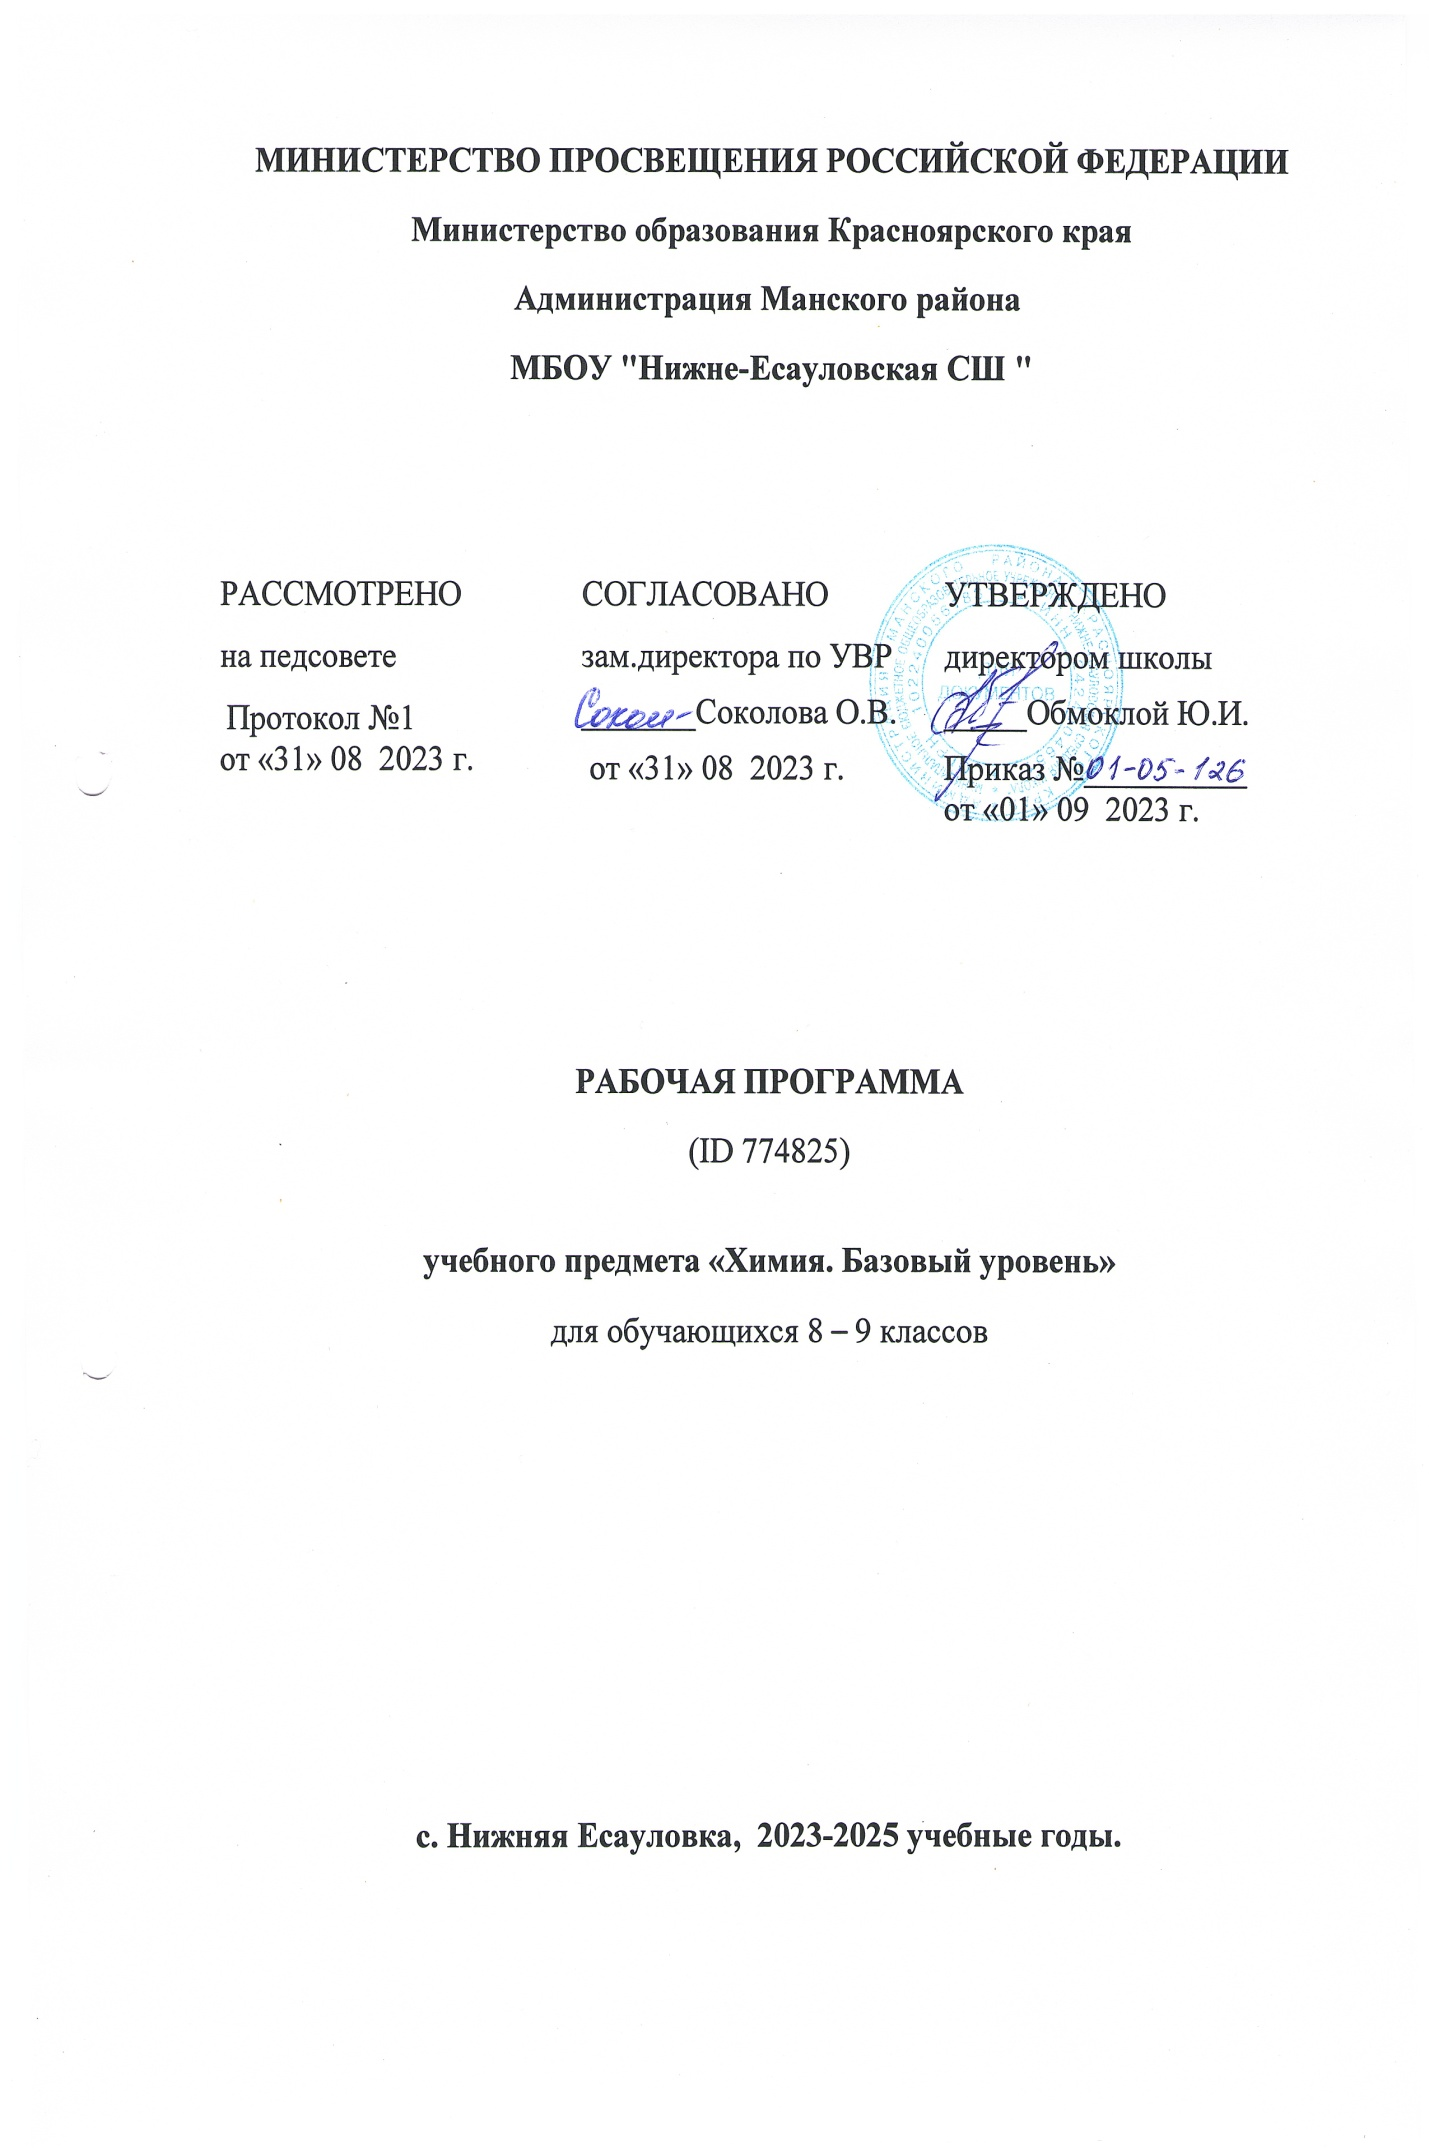 МИНИСТЕРСТВО ПРОСВЕЩЕНИЯ РОССИЙСКОЙ ФЕДЕРАЦИИ
Министерство образования Красноярского края
Администрация Манского района
МБОУ "Нижне-Есауловская СШ "
РАССМОТРЕНО
на педсовете
Протокол №1
от «31» 08 2023 г.
СОГЛАСОВАНО
зам.директора по УВР
Соколова О.В.
от «31» 08 2023 г.
УТВЕРЖДЕНО
директором школы
Обмоклой Ю.И.
Приказ №01-05-126
от «01» 09 2023 г.
ДОКУМЕНТОВ
РАБОЧАЯ ПРОГРАММА
(ID 774825)
учебного предмета «Химия. Базовый уровень»
для обучающихся 8 – 9 классов
с. Нижняя Есауловка, 2023-2025 учебные годы.